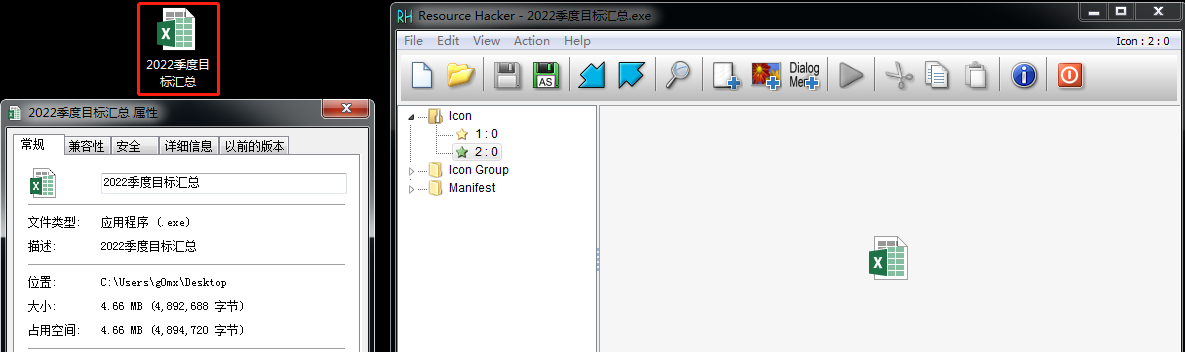 2022季度目
标汇总
2022季度目标汇总 属性
常规 兼容性 安全 详细信息 以前的版本
2022季度目标汇总
文件类型: 应用程序 (.exe)
描述: 2022季度目标汇总
位置: C:\Users\g0mx\Desktop
大小: 4.66 MB (4,892,688 字节)
占用空间: 4.66 MB (4,894,720 字节)
RH Resource Hacker - 2022季度目标汇总.exe
File Edit View Action Help Icon : 2 : 0
AS
Dialog
Menu
Icon
1 : 0
2 : 0
Icon Group
Manifest
X